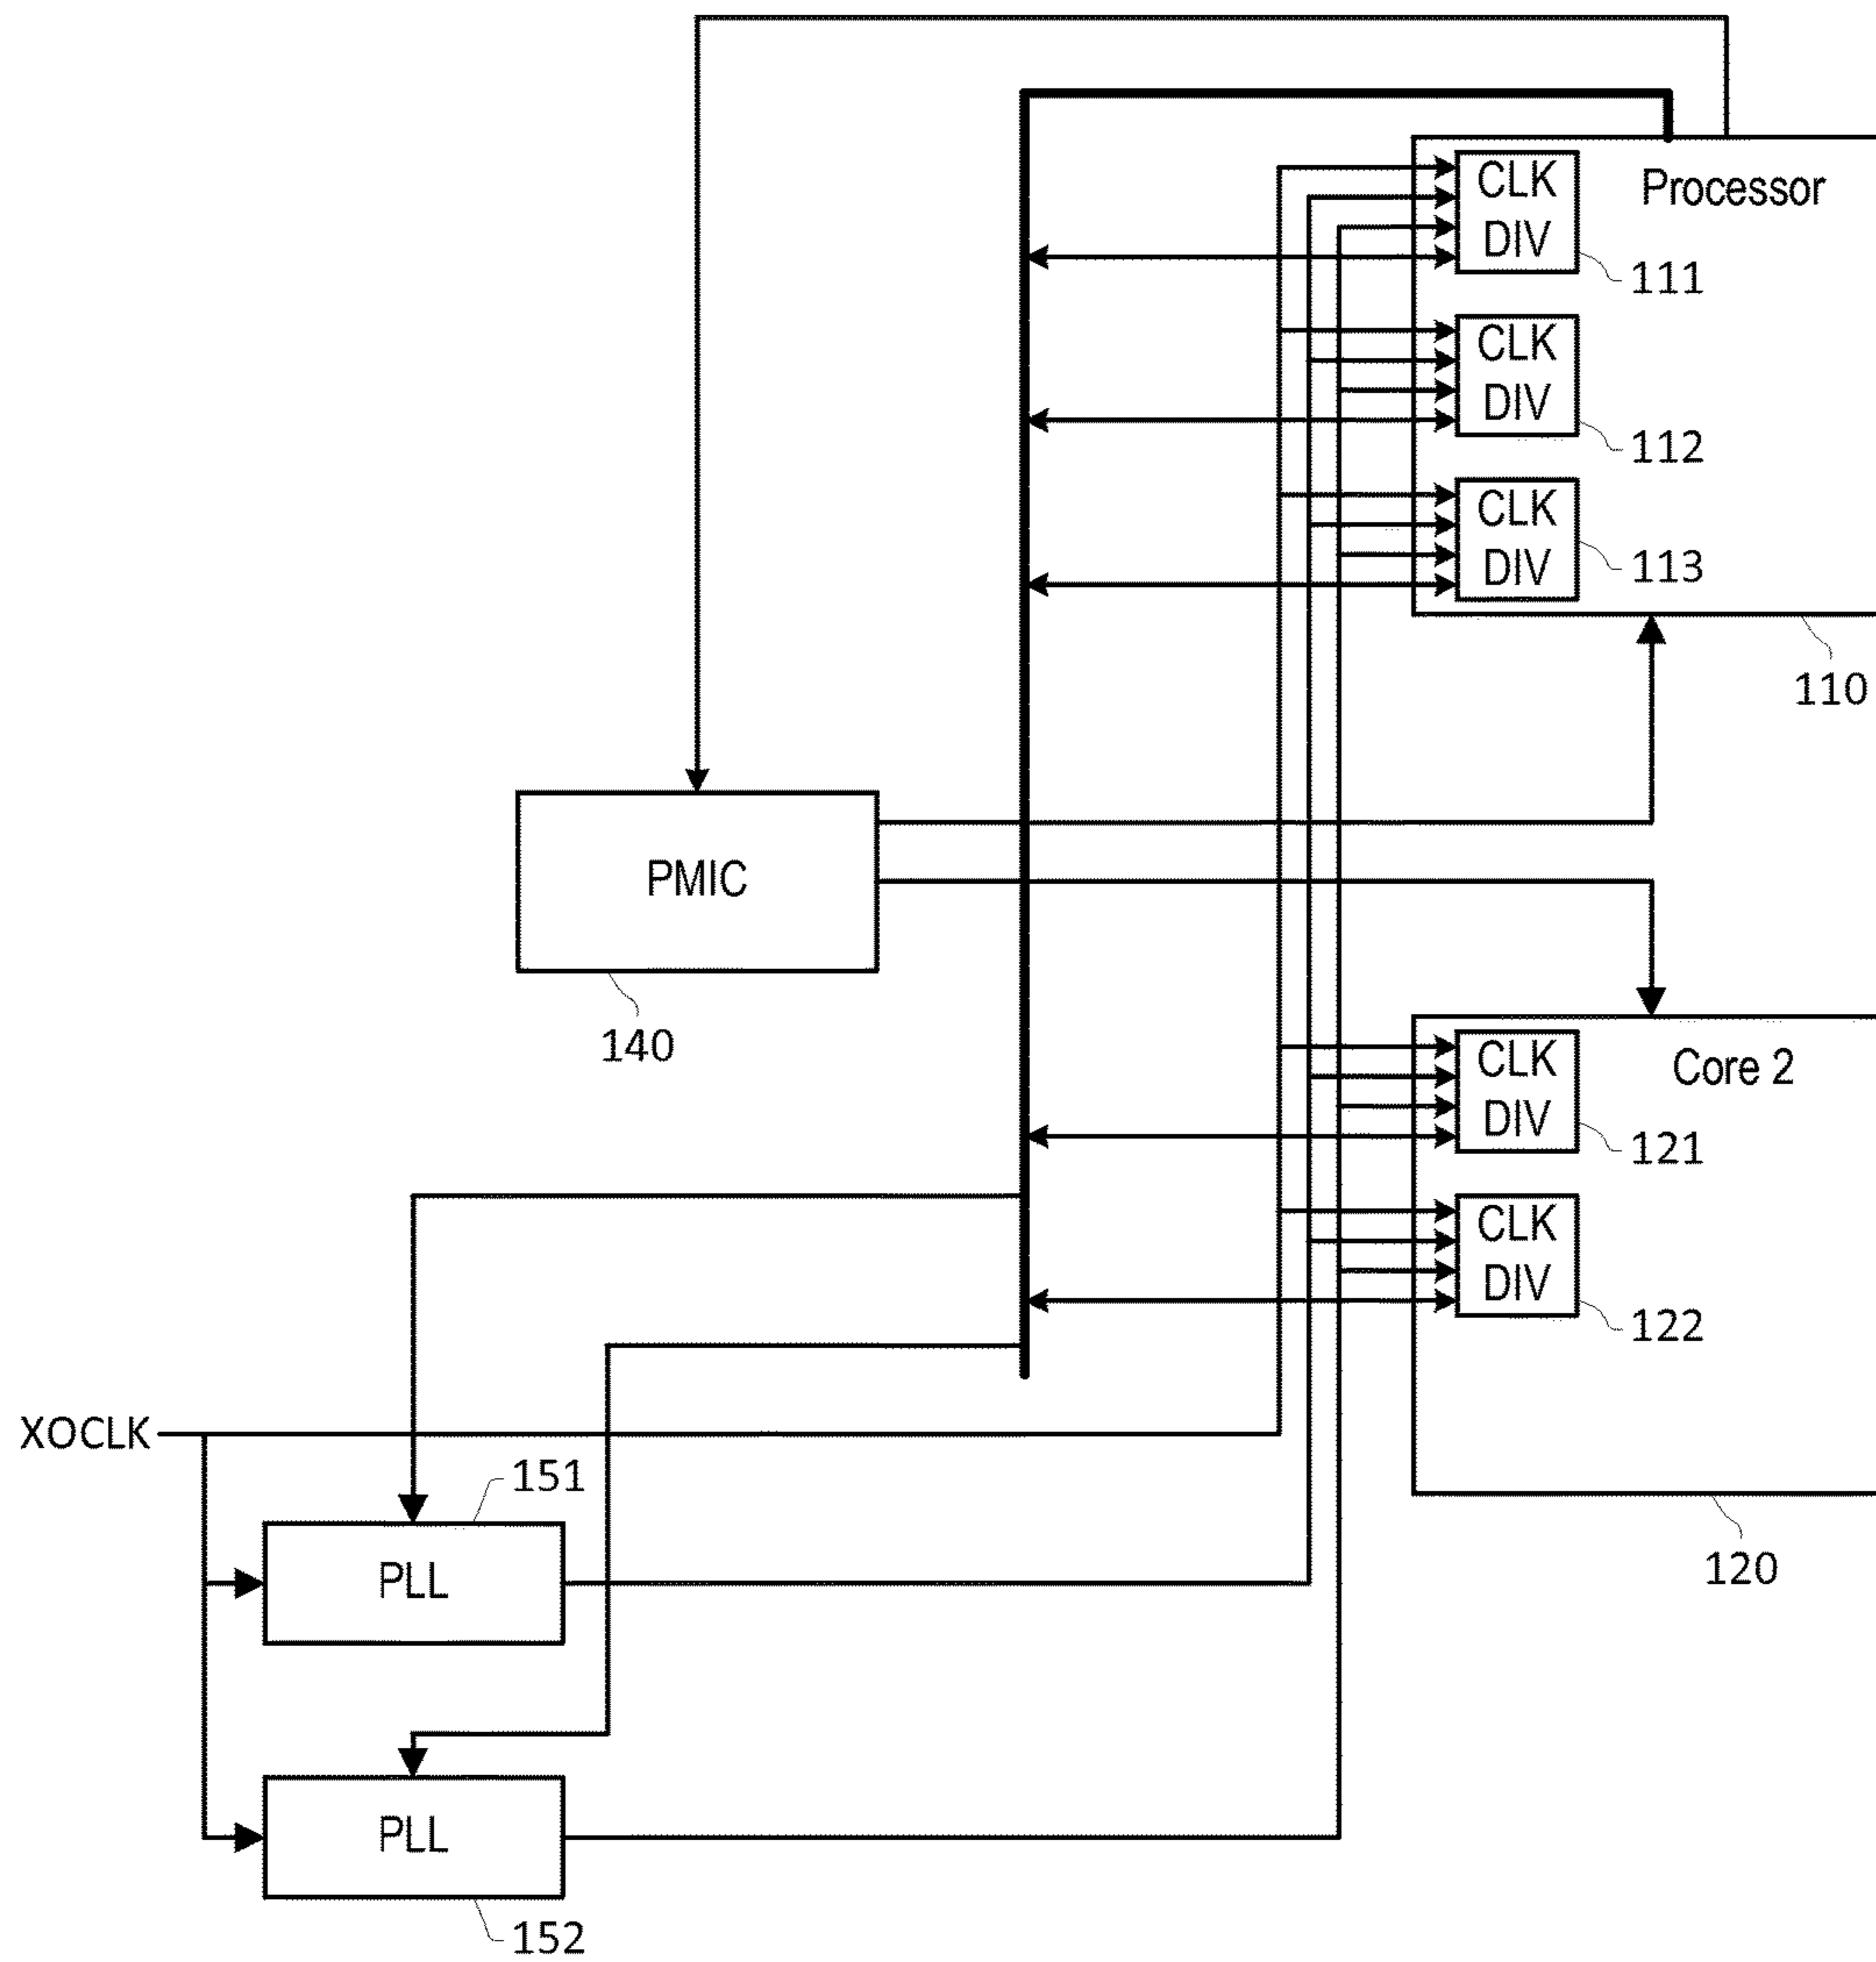 CLK
DIV
Processor
111
CLK
DIV
112
CLK
DIV
113
110
PMIC
140
CLK
DIV
Core 2
121
CLK
DIV
122
XOCLK
151
PLL
120
PLL
152